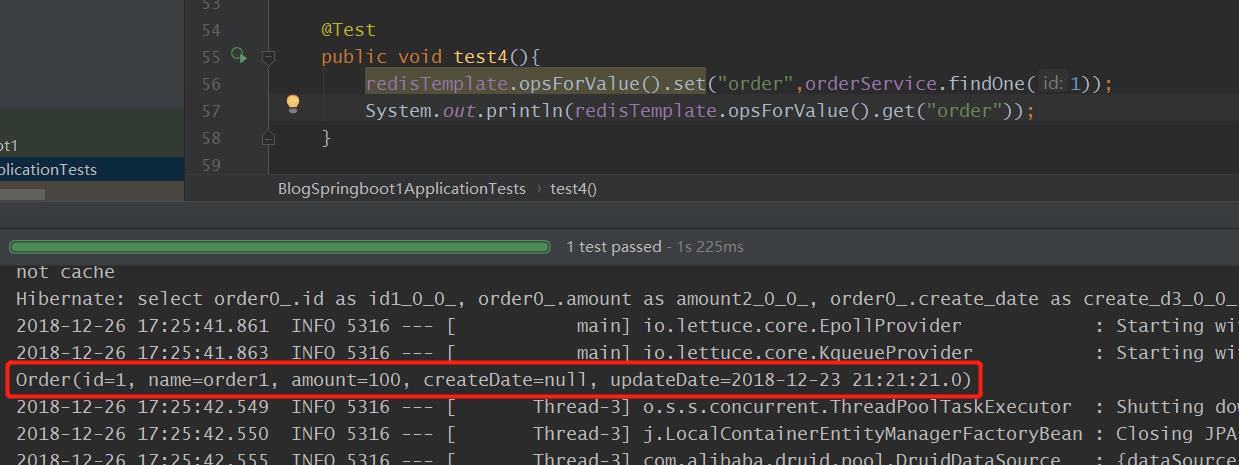 53
54 @Test
55 public void test4(){
56 redisTemplate.opsForValue().set("order",orderService.findOne( id: 1));
57 System.out.println(redisTemplate.opsForValue().get("order"));
58 }
59
ot1
plicationTests
BlogSpringboot1ApplicationTests › test4()
1 test passed - 1s 225ms
not cache
Hibernate: select order0_.id as id1_0_0_, order0_.amount as amount2_0_0_, order0_.create_date as create_d3_0_0_
2018-12-26 17:25:41.861 INFO 5316 --- [ main] io.lettuce.core.EpollProvider : Starting wi
2018-12-26 17:25:41.863 INFO 5316 --- [ main] io.lettuce.core.KqueueProvider : Starting wi
Order(id=1, name=order1, amount=100, createDate=null, updateDate=2018-12-23 21:21:21.0)
2018-12-26 17:25:42.549 INFO 5316 --- [ Thread-3] o.s.s.concurrent.ThreadPoolTaskExecutor : Shutting dow
2018-12-26 17:25:42.550 INFO 5316 --- [ Thread-3] j.LocalContainerEntityManagerFactoryBean : Closing JPA
2018-12-26 17:25:42.555 INFO 5316 --- [ Thread-3] com.alibaba.druid.pool.DruidDataSource : {dataSource